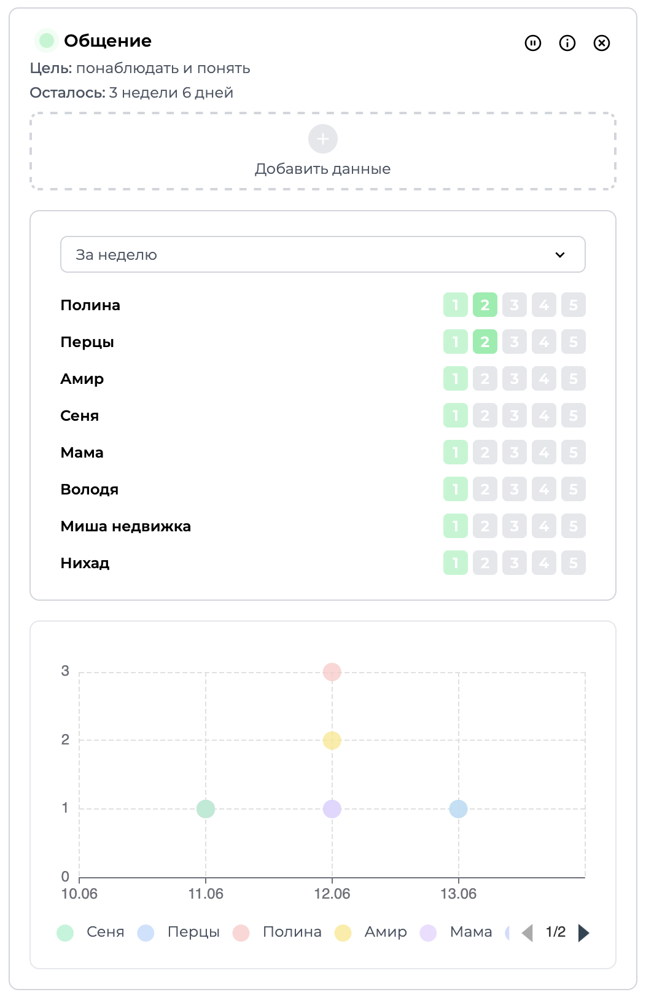 Общение
Цель: понаблюдать и понять
Осталось: 3 недели 6 дней
Добавить данные
За неделю
Полина 1 2 3 4 5
Перцы 1 2 3 4 5
Амир 1 2 3 4 5
Сеня 1 2 3 4 5
Мама 1 2 3 4 5
Володя 1 2 3 4 5
Миша недвижка 1 2 3 4 5
Нихад 1 2 3 4 5
3
2
1
0
10.06 11.06 12.06 13.06
Сеня Перцы Полина Амир Мама 1/2